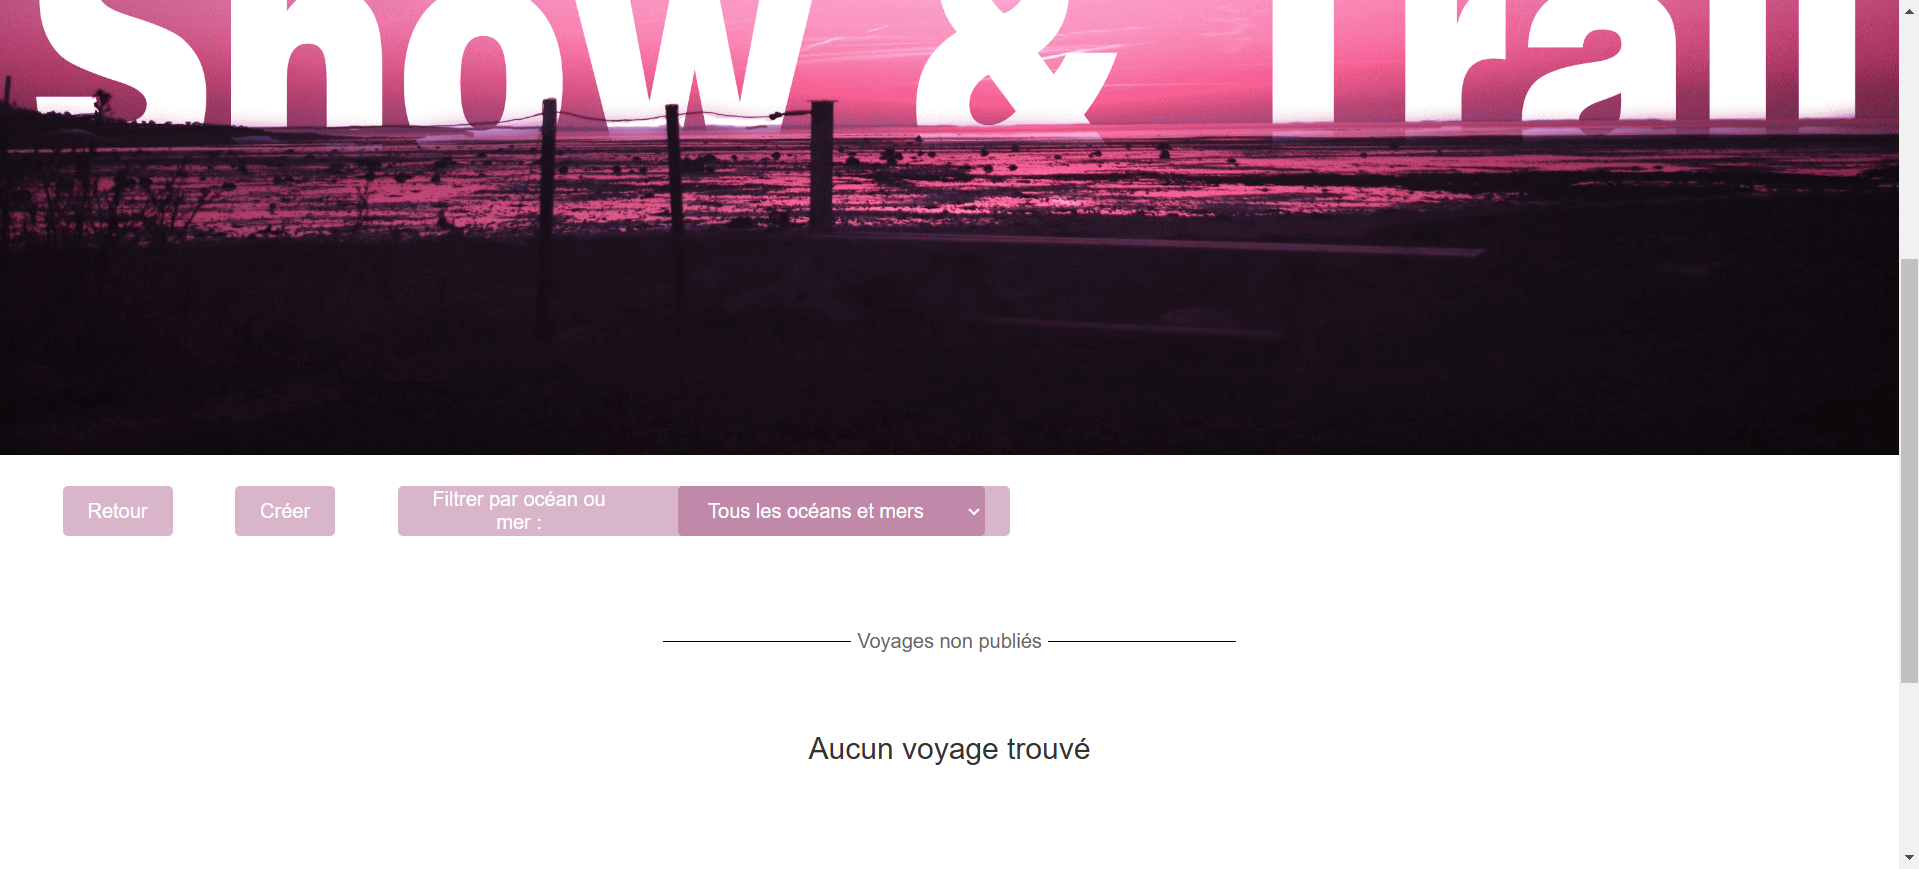 Show & Trail
Retour
Créer
Filtrer par océan ou
mer :
Tous les océans et mers
Voyages non publiés
Aucun voyage trouvé